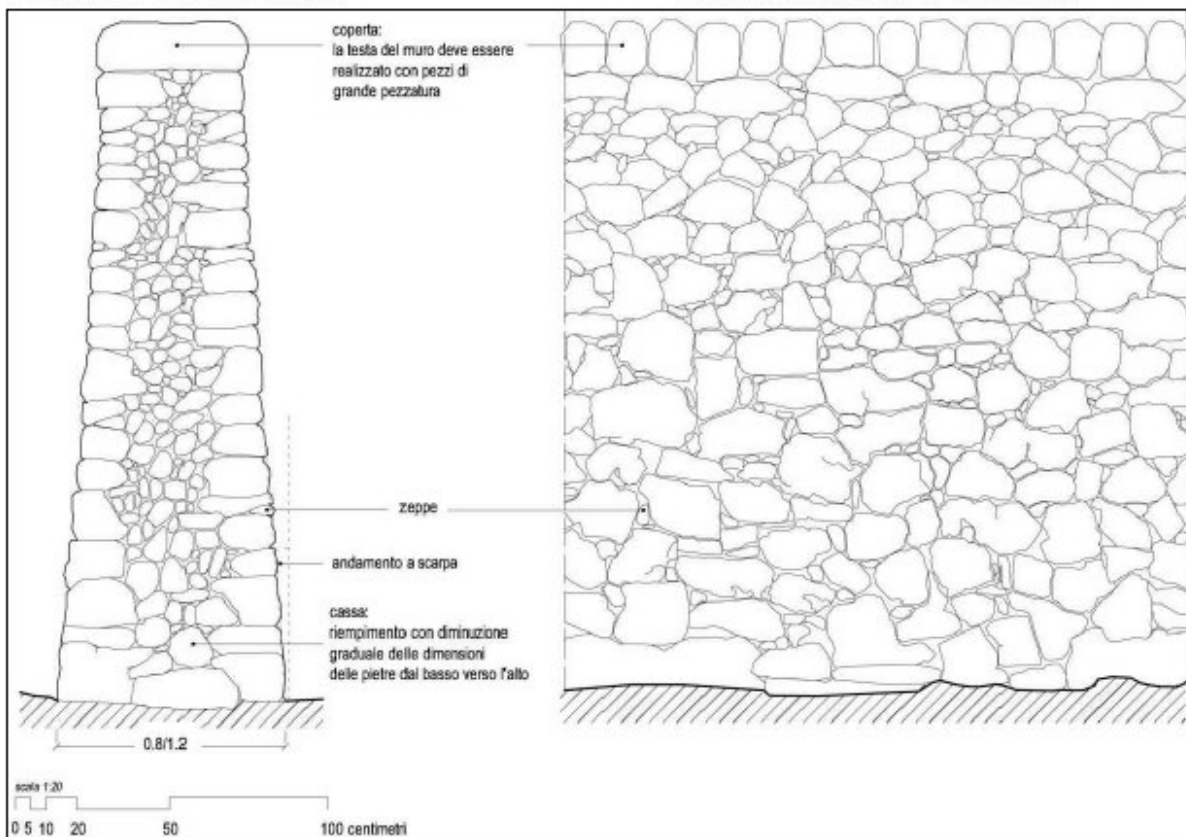 coperta:
la testa del muro deve essere
realizzato con pezzi di
grande pezzatura
zeppe
andamento a scarpa
cassa:
riempimento con diminuzione
graduale delle dimensioni
delle pietre dal basso verso l'alto
0.8/1.2
scala 1:20
0 5 10 20 50 100 centimetri